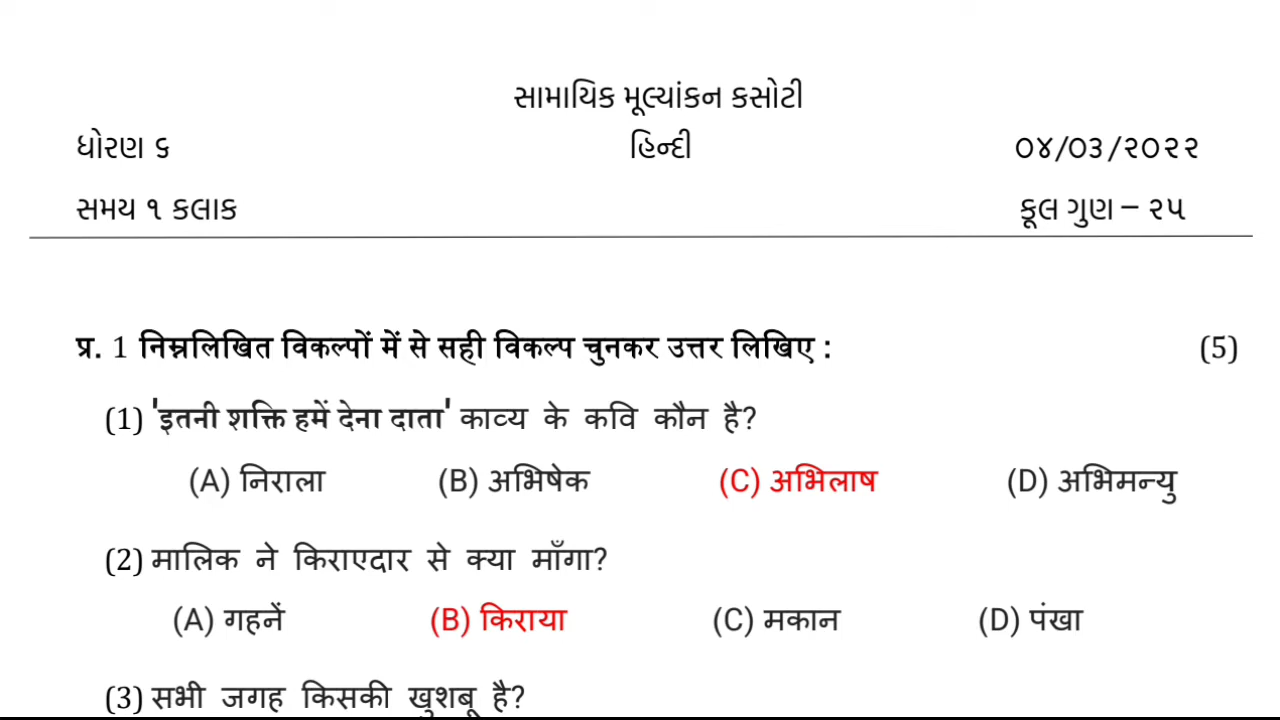 સામાયિક મૂલ્યાંકન કસોટી
ધોરણ ૬ હિન્દી ૦૪/૦૩/૨૦૨૨
સમય ૧ કલાક કૂલ ગુણ – ૨૫
प्र. 1 निम्नलिखित विकल्पों में से सही विकल्प चुनकर उत्तर लिखिए : (5)
(1) 'इतनी शक्ति हमें देना दाता' काव्य के कवि कौन है?
(A) निराला (B) अभिषेक (C) अभिलाष (D) अभिमन्यु
(2) मालिक ने किराएदार से क्या माँगा?
(A) गहनें (B) किराया (C) मकान (D) पंखा
(3) सभी जगह किसकी खुशबू है?